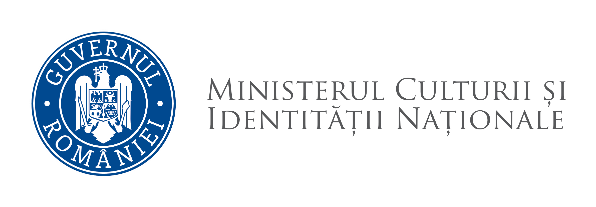 GUVERNUL
ROMÂNIEI
MINISTERUL CULTURII ȘI
IDENTITĂȚII NAȚIONALE